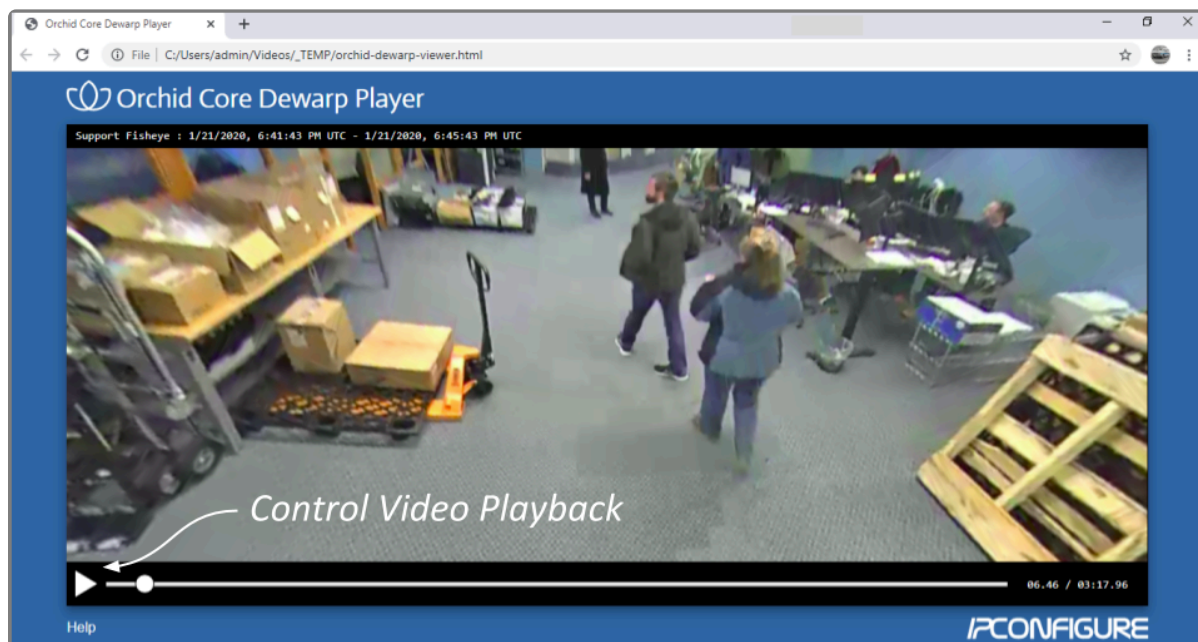 Orchid Core Dewarp Player
File | C:/Users/admin/Videos/_TEMP/orchid-dewarp-viewer.html
Orchid Core Dewarp Player
Support Fisheye : 1/21/2020, 6:41:43 PM UTC - 1/21/2020, 6:45:43 PM UTC
Control Video Playback
06.46 / 03:17.96
Help
IPCONFIGURE